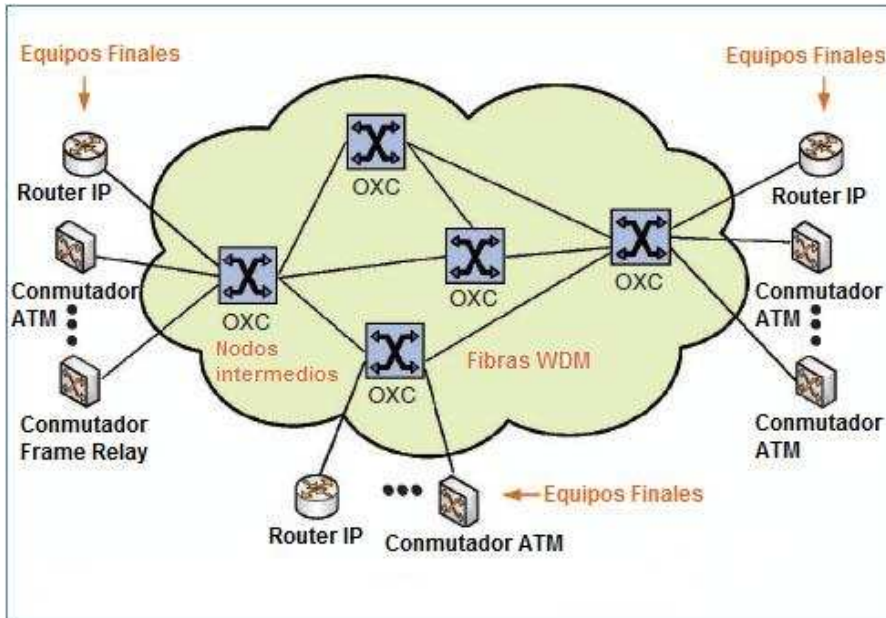 Equipos Finales
Equipos Finales
OXC
Router IP
Router IP
Conmutador
ATM
OXC
Nodos
intermedios
OXC
OXC
Conmutador
ATM
Fibras WDM
OXC
Conmutador
Frame Relay
Conmutador
ATM
Equipos Finales
Router IP
Conmutador ATM